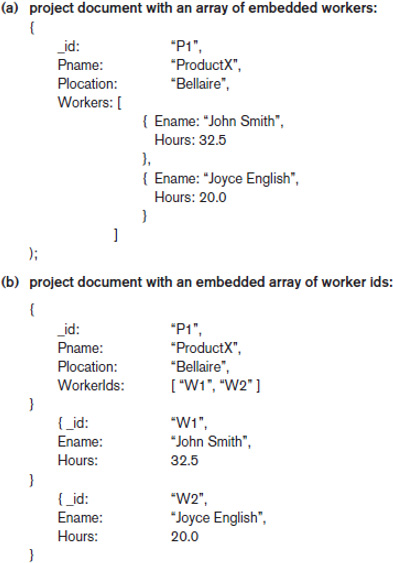 (a) project document with an array of embedded workers:
{
_id: “P1”,
Pname: “ProductX”,
Plocation: “Bellaire”,
Workers: [
{ Ename: “John Smith”,
Hours: 32.5
},
{ Ename: “Joyce English”,
Hours: 20.0
}
]
);
(b) project document with an embedded array of worker ids:
{
_id: “P1”,
Pname: “ProductX”,
Plocation: “Bellaire”,
WorkerIds: [ “W1”, “W2” ]
}
{ _id: “W1”,
Ename: “John Smith”,
Hours: 32.5
}
{ _id: “W2”,
Ename: “Joyce English”,
Hours: 20.0
}